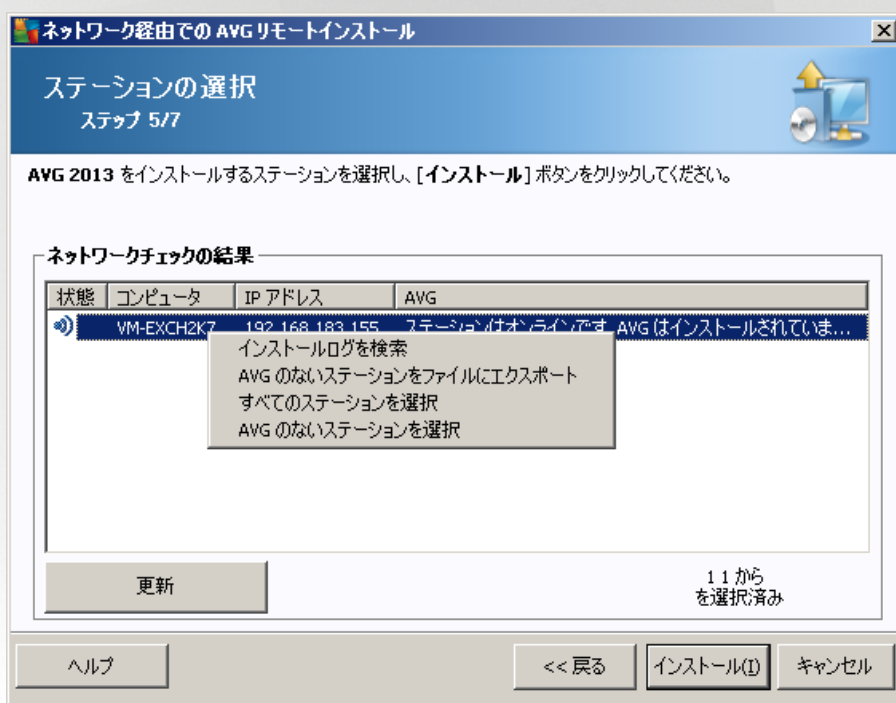 ネットワーク経由での AVG リモートインストール
ステーションの選択
ステップ 5/7
AVG 2013 をインストールするステーションを選択し、[インストール] ボタンをクリックしてください。
ネットワークチェックの結果
状態 コンピュータ IP アドレス AVG
VM-EXCH2K7 192.168.183.155 ステーションはオンラインです。AVG はインストールされていま...
インストールログを検索
AVG のないステーションをファイルにエクスポート
すべてのステーションを選択
AVG のないステーションを選択
更新
1 1 から
を選択済み
ヘルプ
<< 戻る
インストール(I)
キャンセル